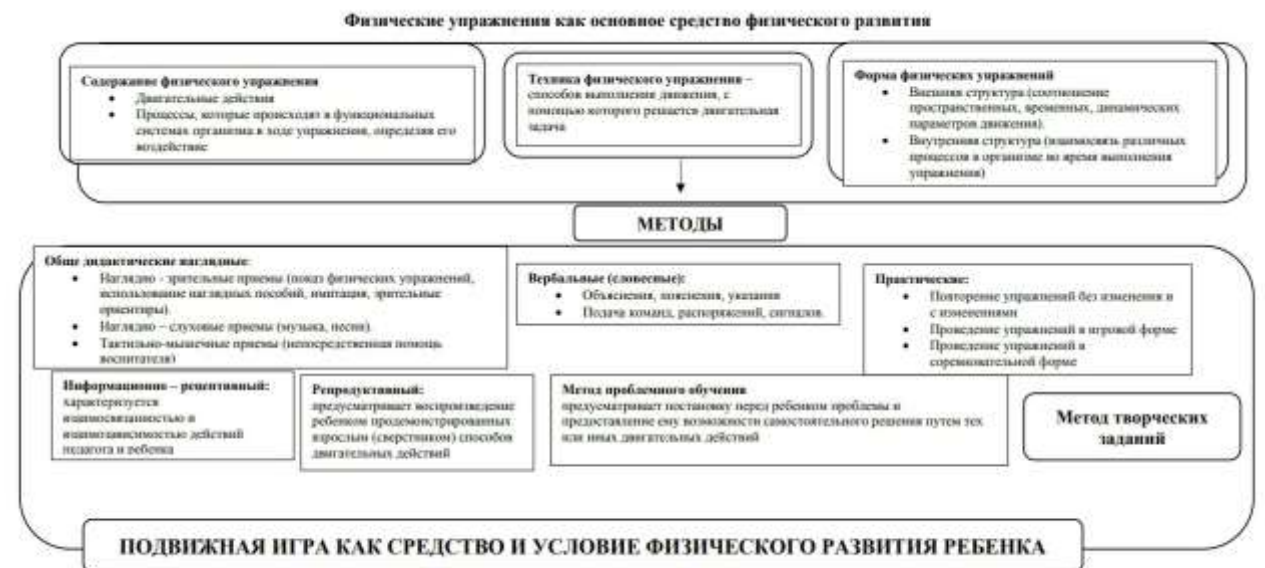 Физические упражнения как основное средство физического развития
Содержание физического упражнения
• Двигательные действия
• Процессы, которые происходят в функциональных
системах организма в ходе упражнения, определяя его
воздействие
Техника физического упражнения –
способов выполнения движения, с
помощью которого решается двигательная
задача
Форма физических упражнений
• Внешняя структура (соотношение
пространственных, временных, динамических
параметров движения).
• Внутренняя структура (взаимосвязь различных
процессов в организме во время выполнения
упражнения)
МЕТОДЫ
Обще дидактические наглядные:
• Наглядно - зрительные приемы (показ физических упражнений,
использование наглядных пособий, имитация, зрительные
ориентиры).
• Наглядно – слуховые приемы (музыка, песни).
• Тактильно-мышечные приемы (непосредственная помощь
воспитателя)
Вербальные (словесные):
• Объяснения, пояснения, указания
• Подача команд, распоряжений, сигналов.
Практические:
• Повторение упражнений без изменения и
с изменениями
• Проведение упражнений в игровой форме
• Проведение упражнений в
соревновательной форме
Информационно – рецептивный:
характеризуется
взаимосвязанностью и
взаимозависимостью действий
педагога и ребенка
Репродуктивный:
предусматривает воспроизведение
ребенком продемонстрированных
взрослым (сверстником) способов
двигательных действий
Метод проблемного обучения
предусматривает постановку перед ребенком проблемы и
предоставление ему возможности самостоятельного решения путем тех
или иных двигательных действий
Метод творческих
заданий
ПОДВИЖНАЯ ИГРА КАК СРЕДСТВО И УСЛОВИЕ ФИЗИЧЕСКОГО РАЗВИТИЯ РЕБЕНКА